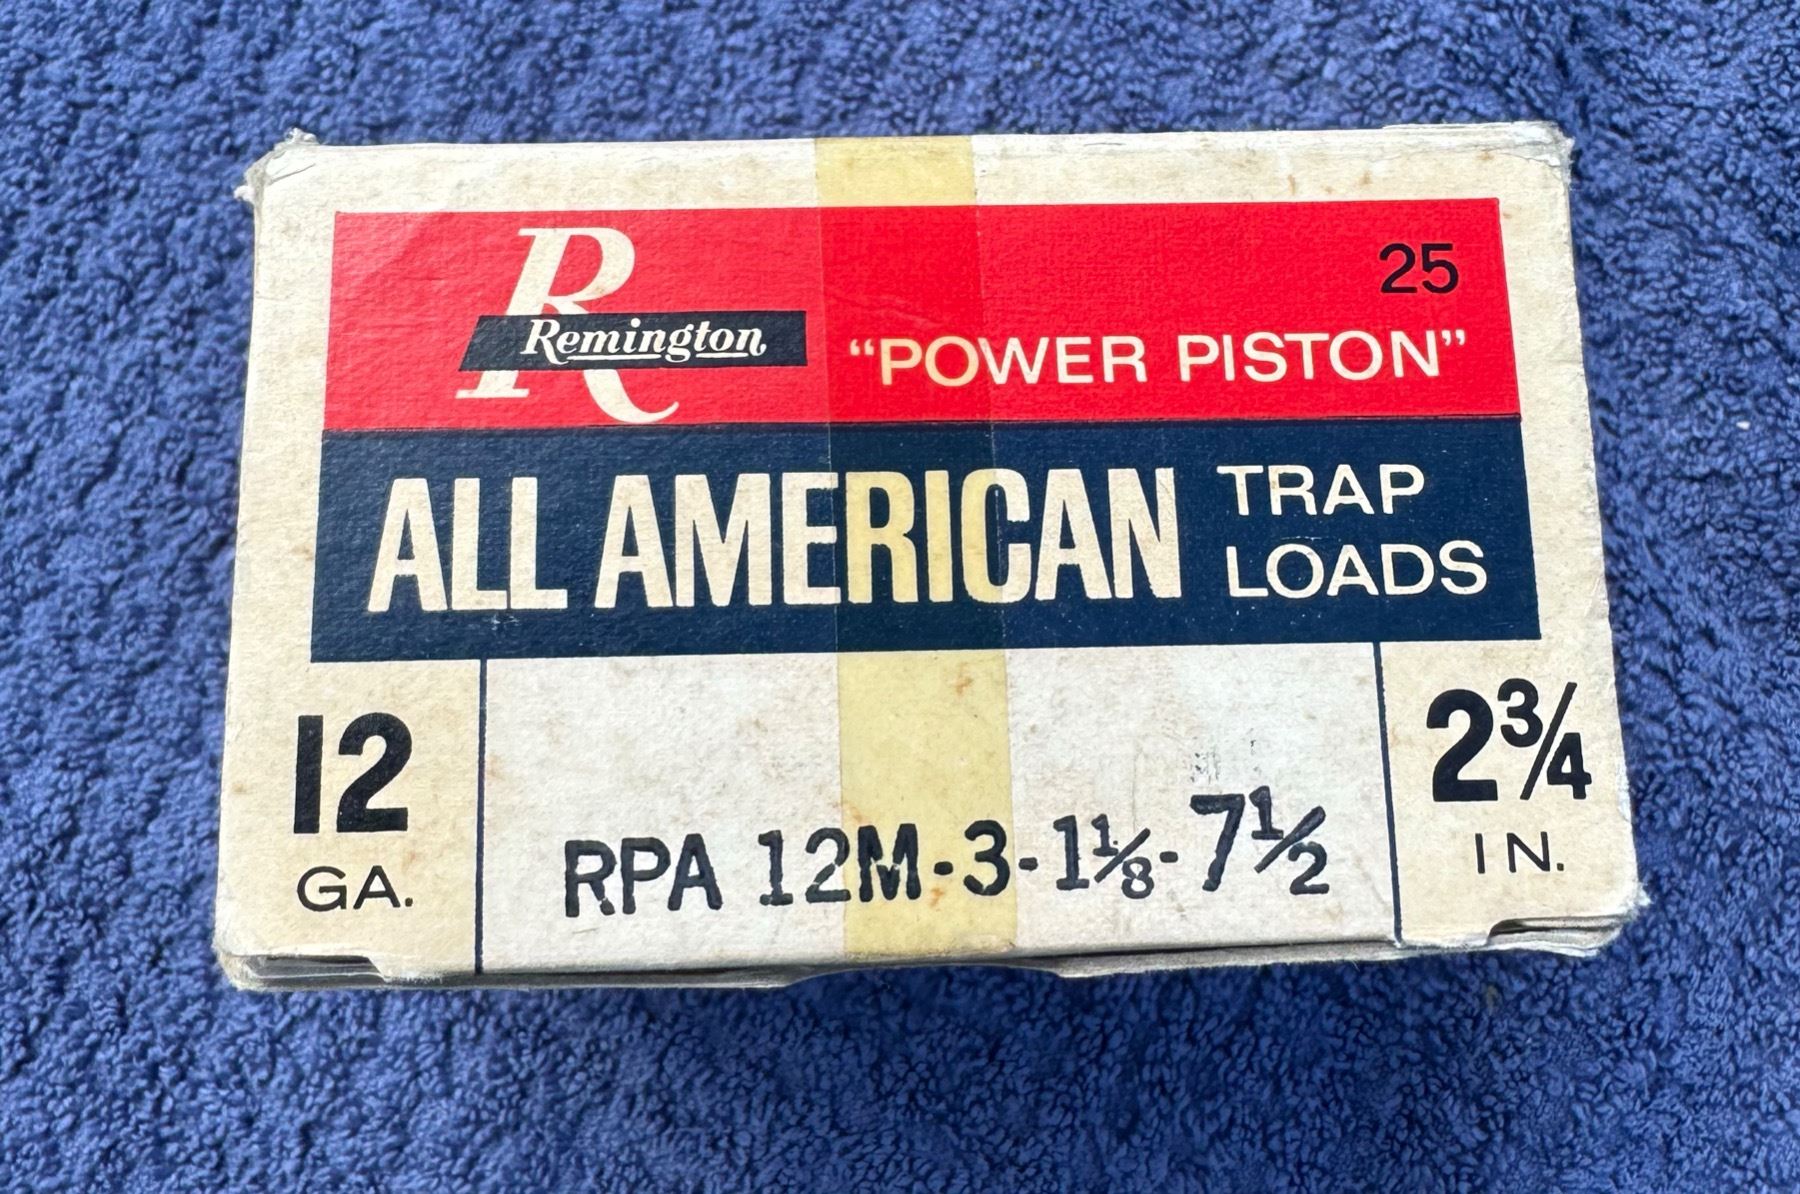 25
R
Remington
"POWER PISTON"
ALL AMERICAN TRAP LOADS
12 GA.
RPA 12M-3-1⅛-7½
2¾ IN.